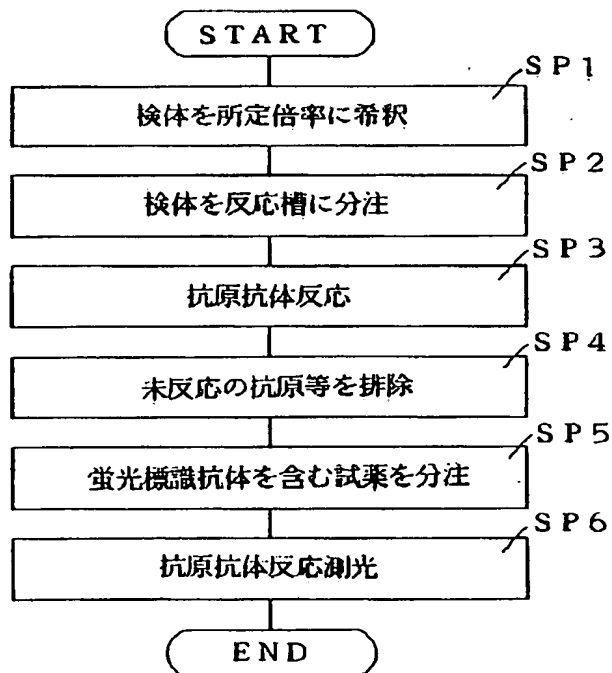 START
SP1
検体を所定倍率に希釈
SP2
検体を反応槽に分注
SP3
抗原抗体反応
SP4
未反応の抗原等を排除
SP5
蛍光標識抗体を含む試薬を分注
SP6
抗原抗体反応測光
END